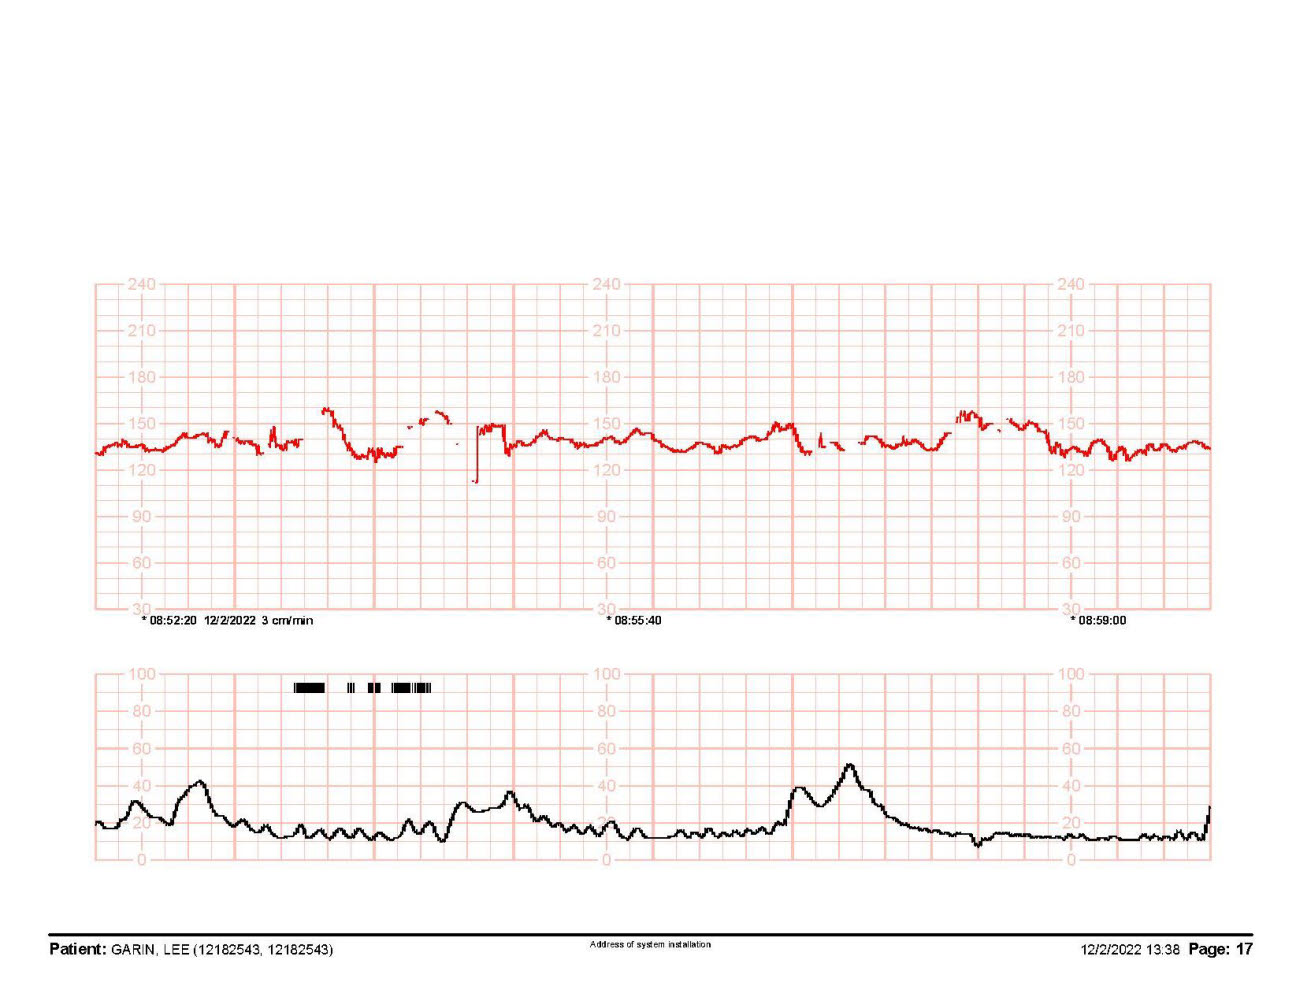 240 240 240
210 210 210
180 180 180
150 150 150
120 120 120
90 90 90
60 60 60
30 30 30
* 08:52:20 12/2/2022 3 cm/min * 08:55:40 * 08:59:00
100 100 100
80 80 80
60 60 60
40 40 40
20 20 20
0 0 0
Patient: GARIN, LEE (12182543, 12182543) Address of system installation 12/2/2022 13:38 Page: 17